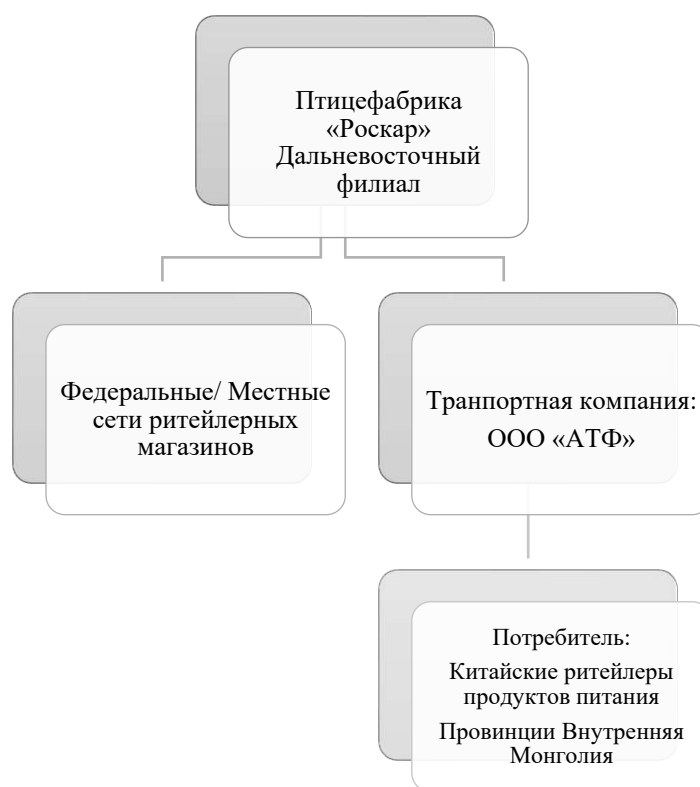 Птицефабрика
«Роскар»
Дальневосточный
филиал
Федеральные/ Местные
сети ритейлерных
магазинов
Транпортная компания:
ООО «АТФ»
Потребитель:
Китайские ритейлеры
продуктов питания
Провинции Внутренняя
Монголия